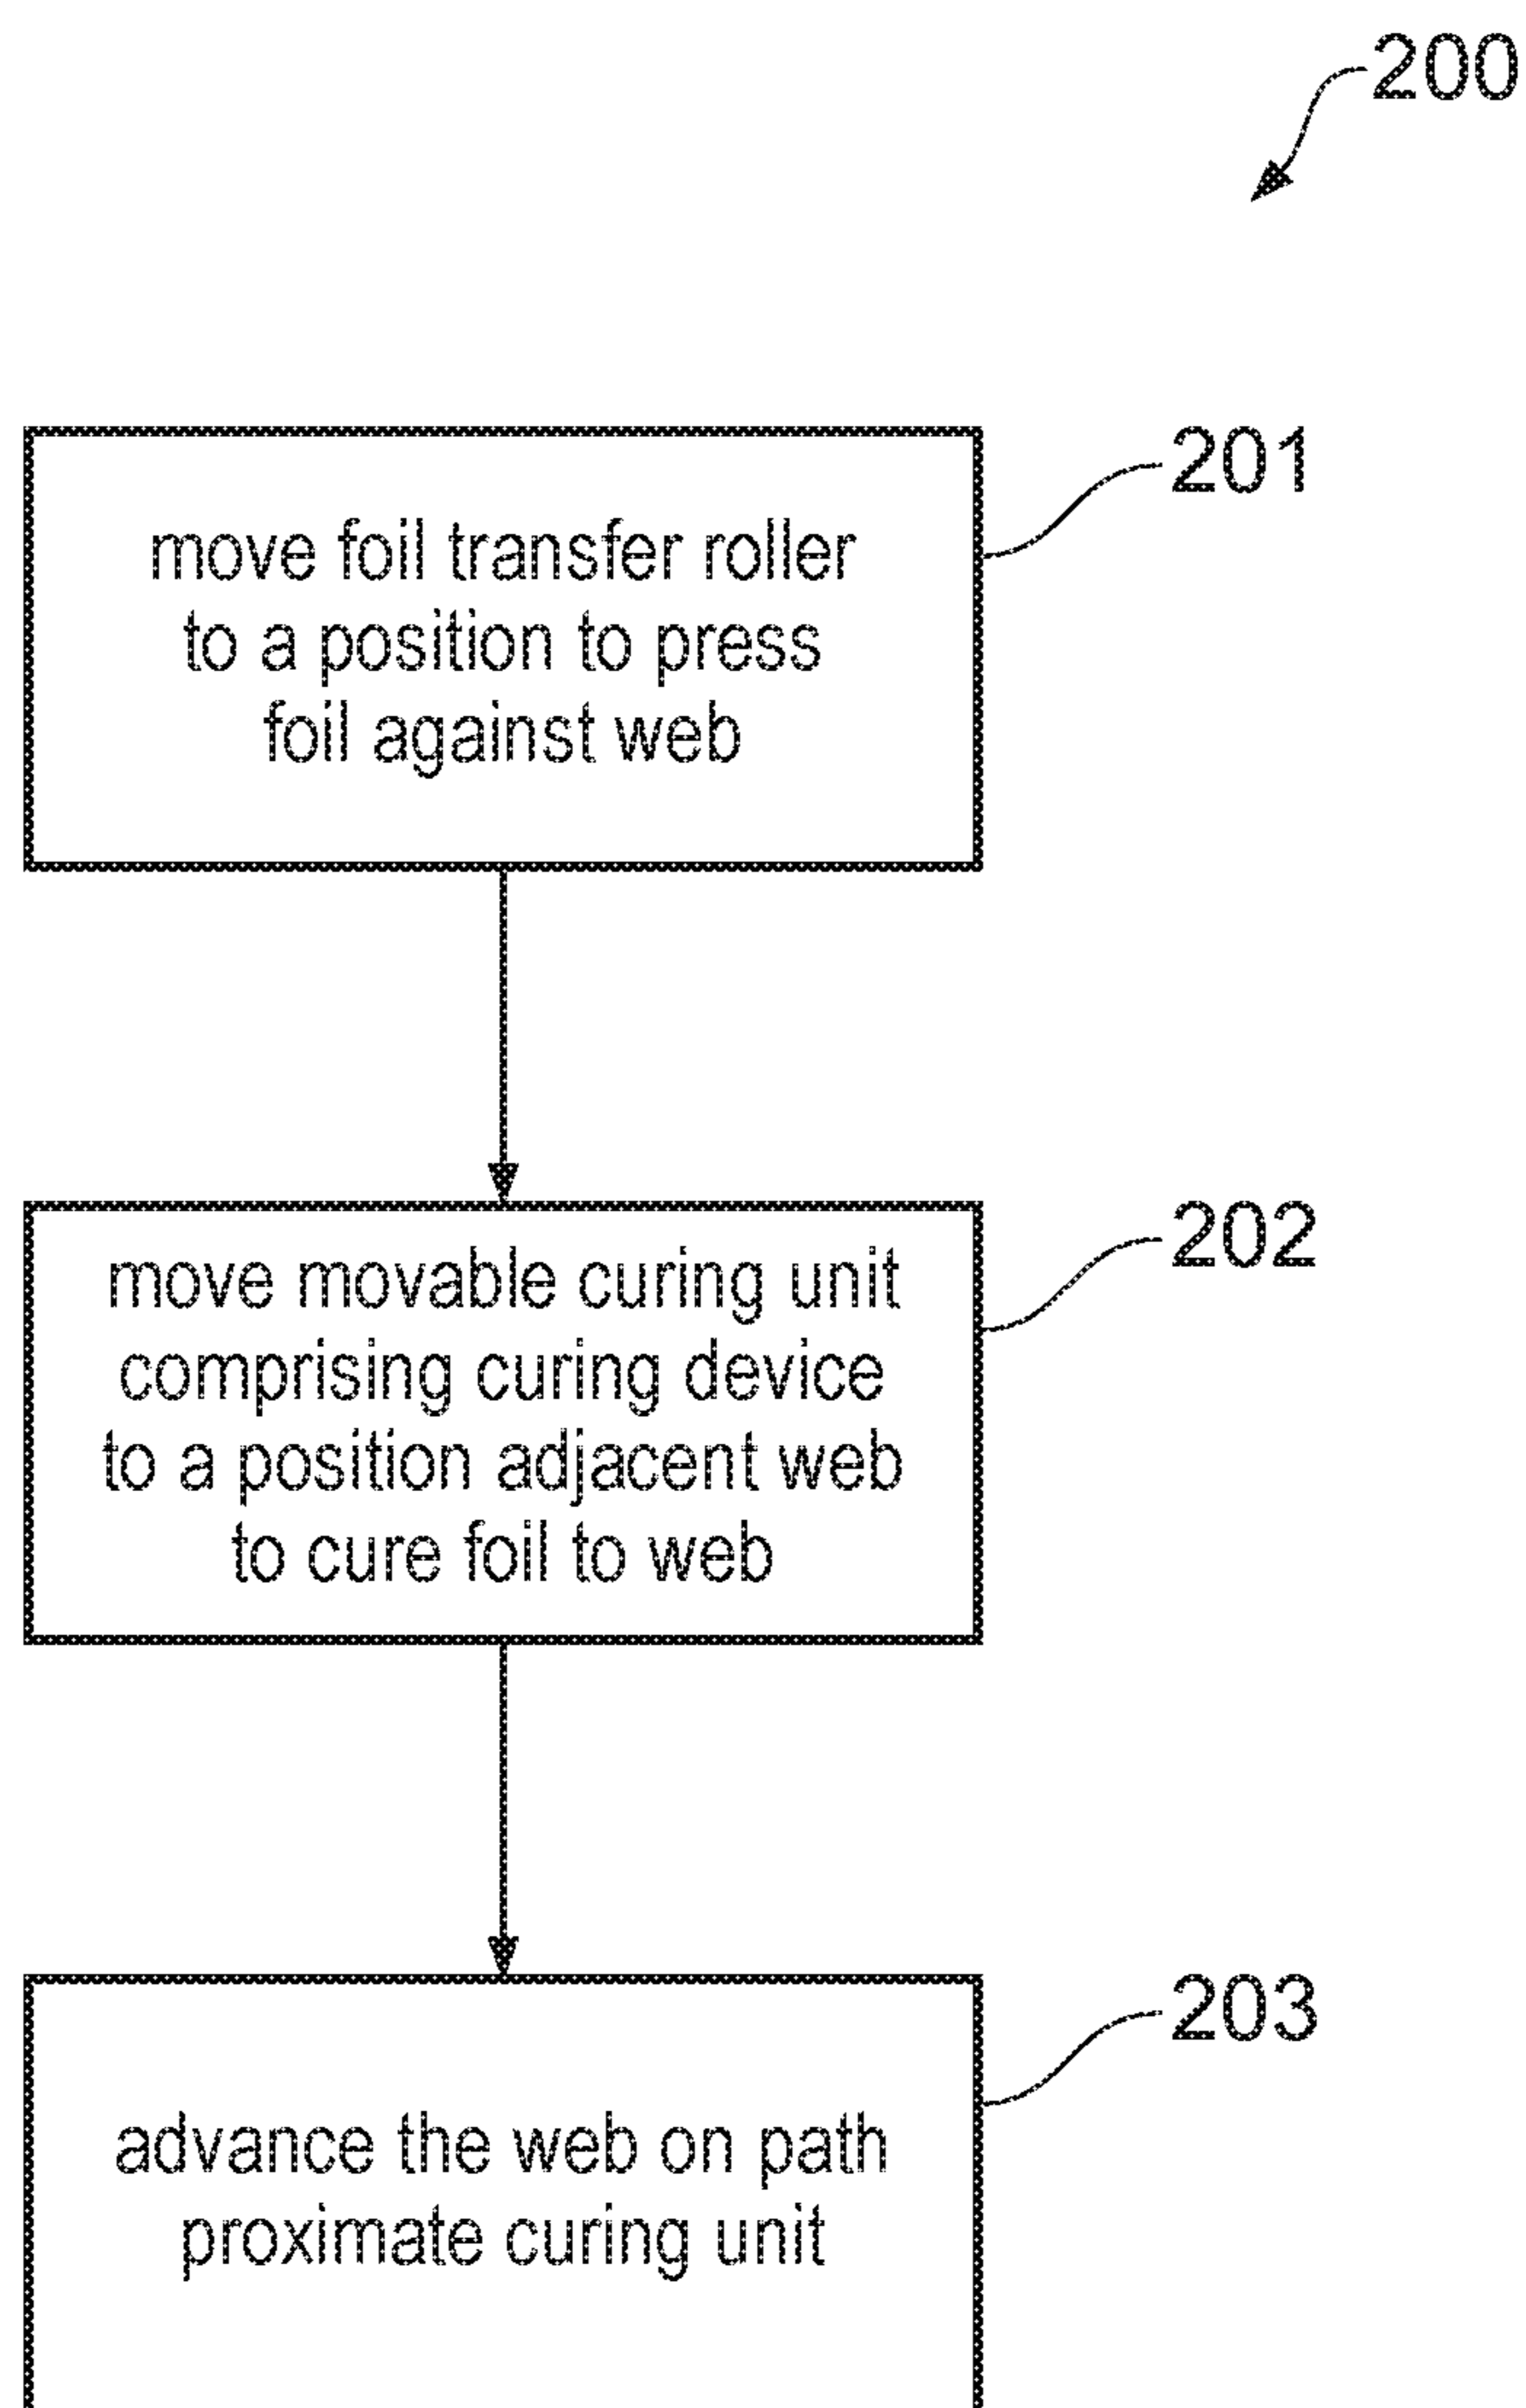 200
201
move foil transfer roller
to a position to press
foil against web
202
move movable curing unit
comprising curing device
to a position adjacent web
to cure foil to web
203
advance the web on path
proximate curing unit